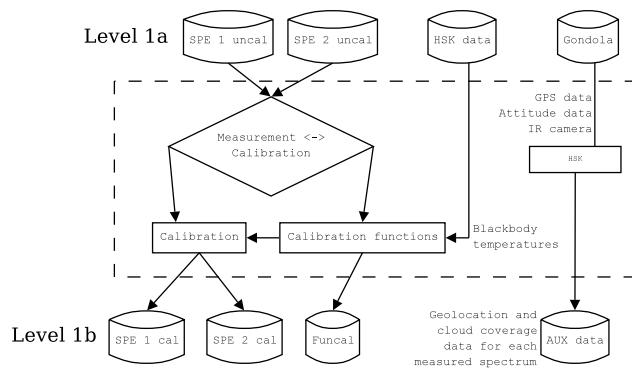 Level 1a
SPE 1 uncal
SPE 2 uncal
HSK data
Gondola
GPS data
Attitude data
IR camera
Measurement <->
Calibration
HSK
Calibration
Calibration functions
Blackbody
temperatures
Level 1b
SPE 1 cal
SPE 2 cal
Funcal
Geolocation and
cloud coverage
data for each
measured spectrum
AUX data